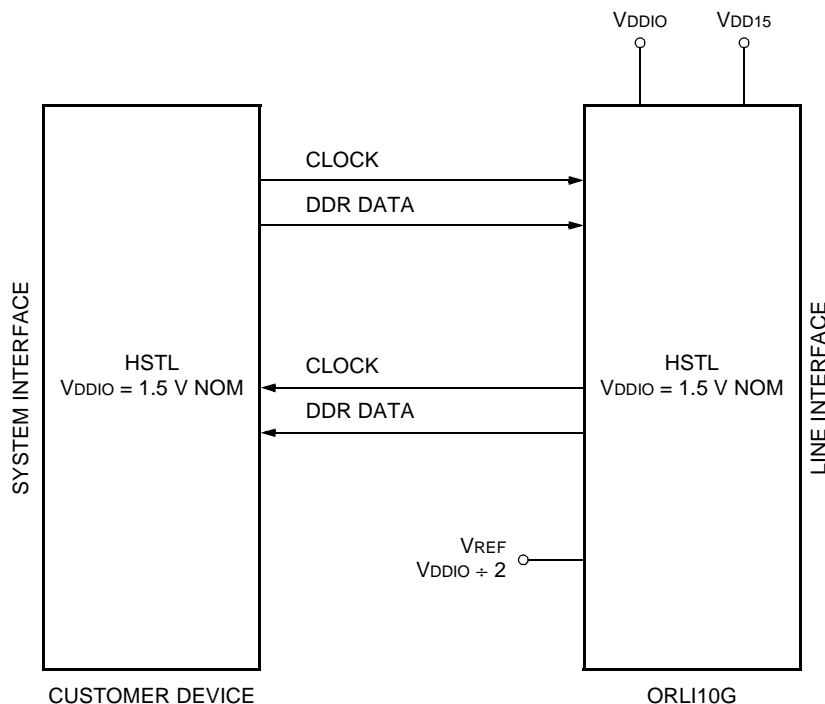 VDDIO
VDD15
CLOCK
DDR DATA
SYSTEM INTERFACE
HSTL
VDDIO = 1.5 V NOM
CLOCK
DDR DATA
HSTL
VDDIO = 1.5 V NOM
LINE INTERFACE
VREF
VDDIO ÷ 2
CUSTOMER DEVICE
ORLI10G